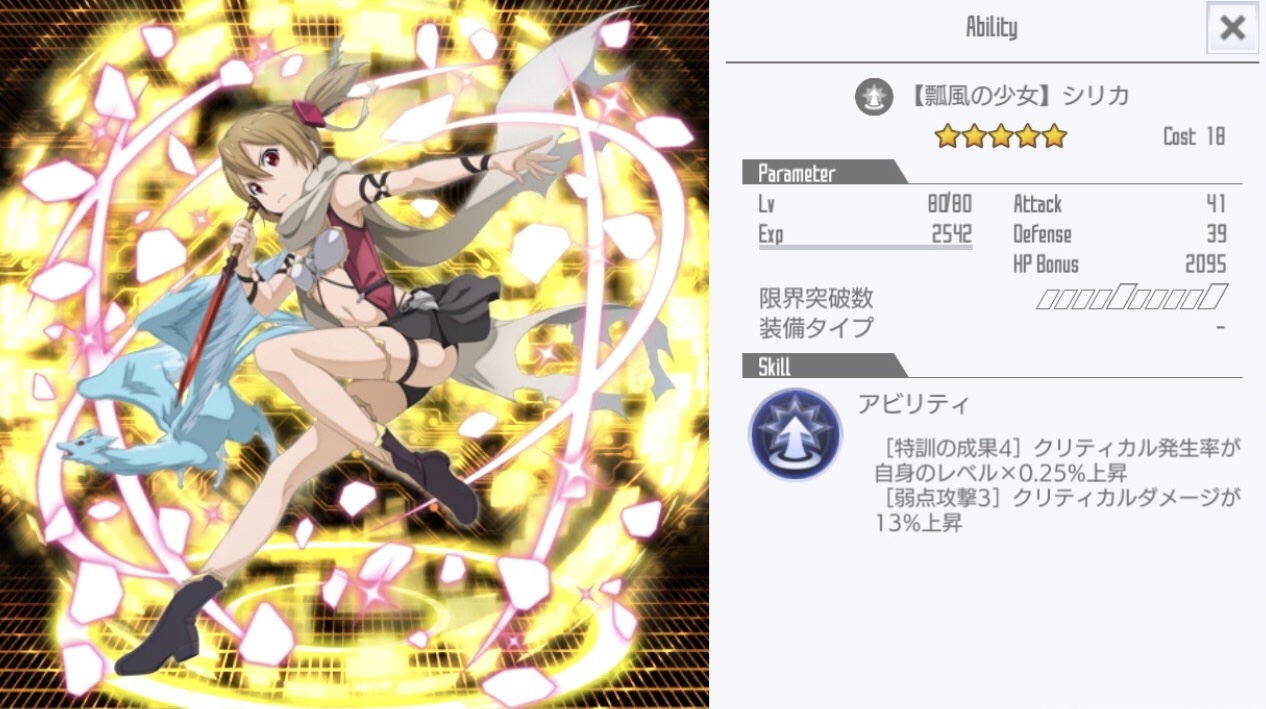 Ability
×
【瓢風の少女】シリカ
★★★★★ Cost 18
Parameter
Lv 80/80 Attack 41
Exp 2542 Defense 39
HP Bonus 2095
限界突破数
装備タイプ -
Skill
アビリティ
［特訓の成果4］クリティカル発生率が
自身のレベル×0.25%上昇
［弱点攻撃3］クリティカルダメージが
13%上昇